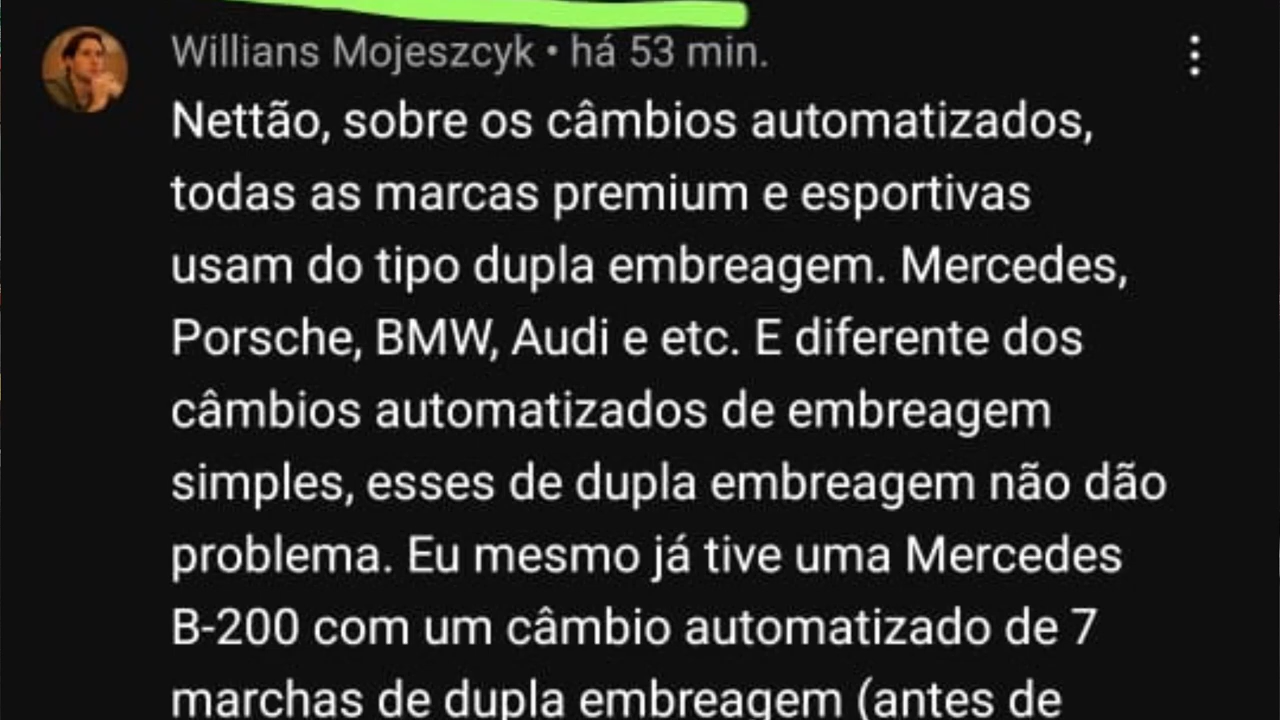 Willians Mojeszcyk • há 53 min.
Nettão, sobre os câmbios automatizados,
todas as marcas premium e esportivas
usam do tipo dupla embreagem. Mercedes,
Porsche, BMW, Audi e etc. E diferente dos
câmbios automatizados de embreagem
simples, esses de dupla embreagem não dão
problema. Eu mesmo já tive uma Mercedes
B-200 com um câmbio automatizado de 7
marchas de dupla embreagem (antes de